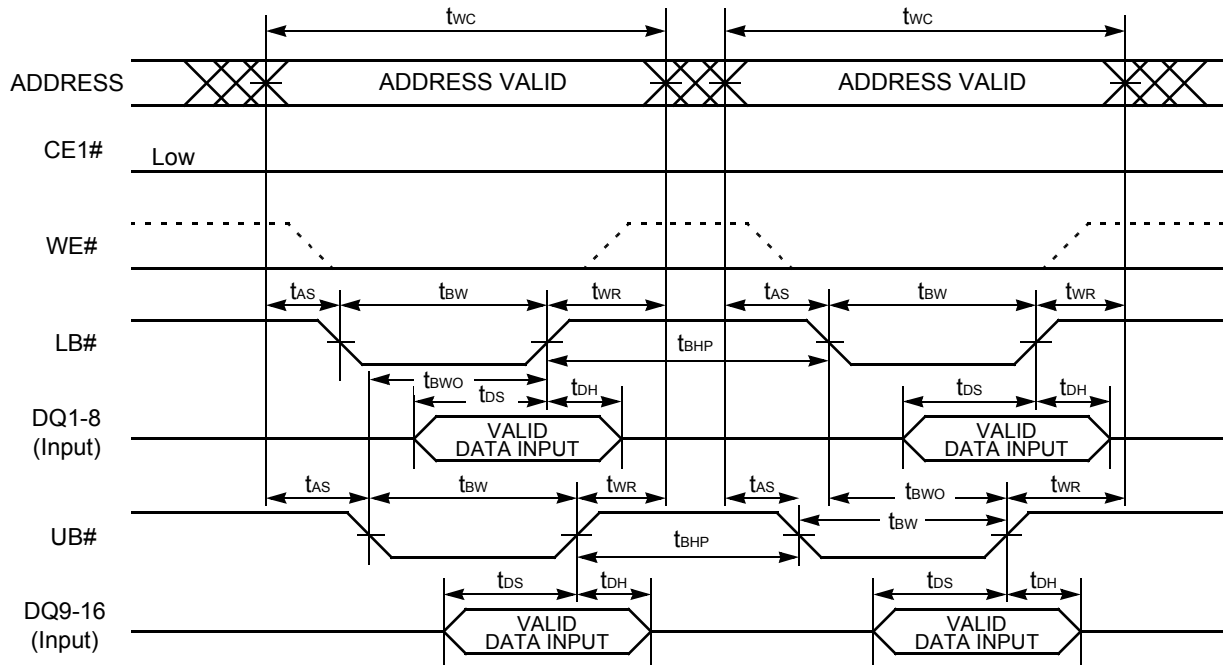 tWC tWC
ADDRESS ADDRESS VALID ADDRESS VALID
CE1# Low
WE#
tAS tBW tWR tAS tBW tWR
LB#
tBHP
tBWO
tDS tDH tDS tDH
DQ1-8
(Input)
VALID
DATA INPUT
VALID
DATA INPUT
tAS tBW tWR tAS tBWO tWR
UB#
tBW
tBHP
tDS tDH tDS tDH
DQ9-16
(Input)
VALID
DATA INPUT
VALID
DATA INPUT